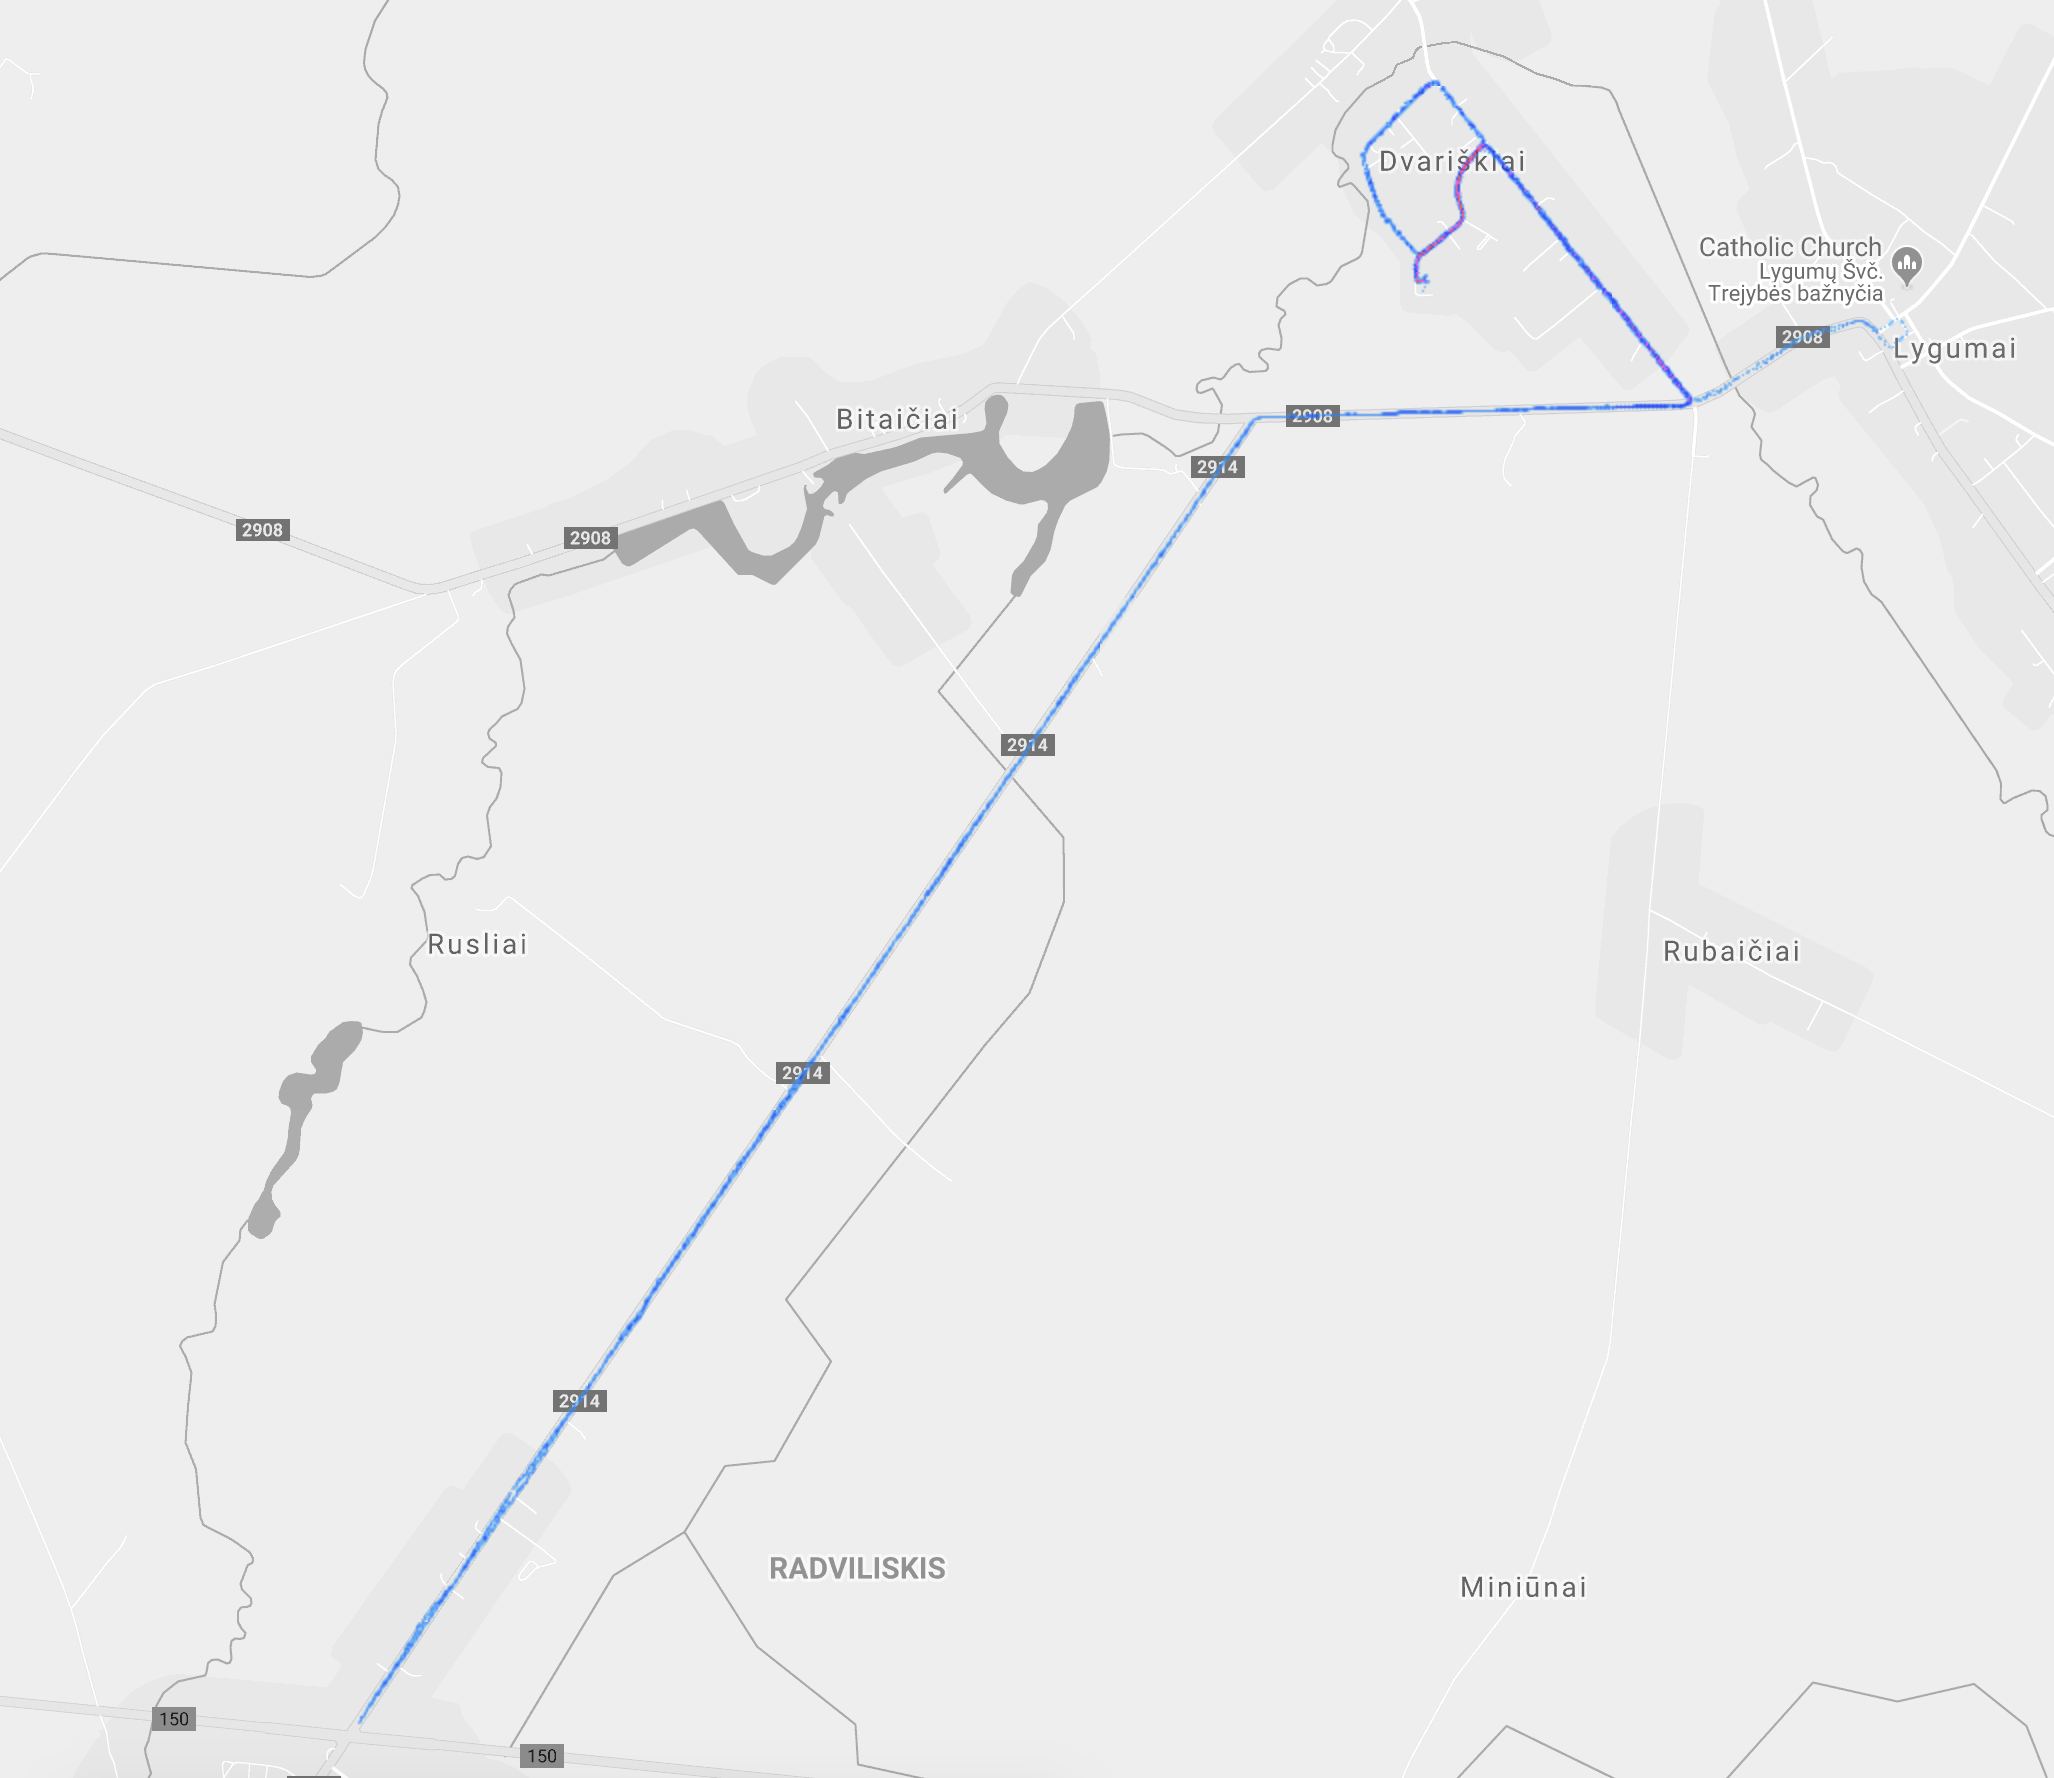 Dvariškiai
Catholic Church
Lygumų Švč.
Trejybės bažnyčia
2908
Lygumai
2908
Bitaičiai
2914
2908
2908
2914
Rusliai
Rubaičiai
2914
2914
RADVILISKIS
Miniūnai
150
150